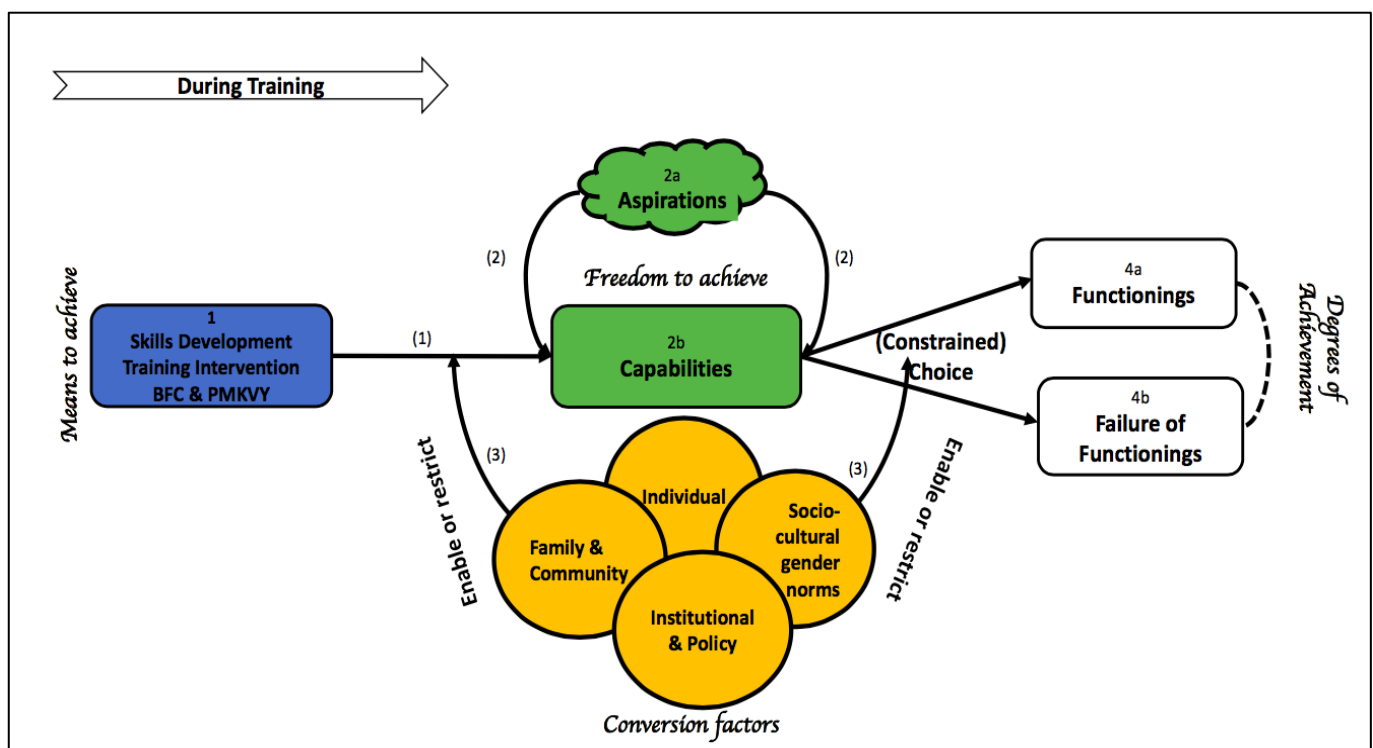 During Training
2a
Aspirations
(2)
(2)
Freedom to achieve
Means to achieve
1
Skills Development
Training Intervention
BFC & PMKVY
(1)
2b
Capabilities
(Constrained)
Choice
4a
Functionings
4b
Failure of
Functionings
Degrees of
Achievement
Enable or restrict
(3)
(3)
Enable or restrict
Individual
Family &
Community
Socio-
cultural
gender
norms
Institutional
& Policy
Conversion factors